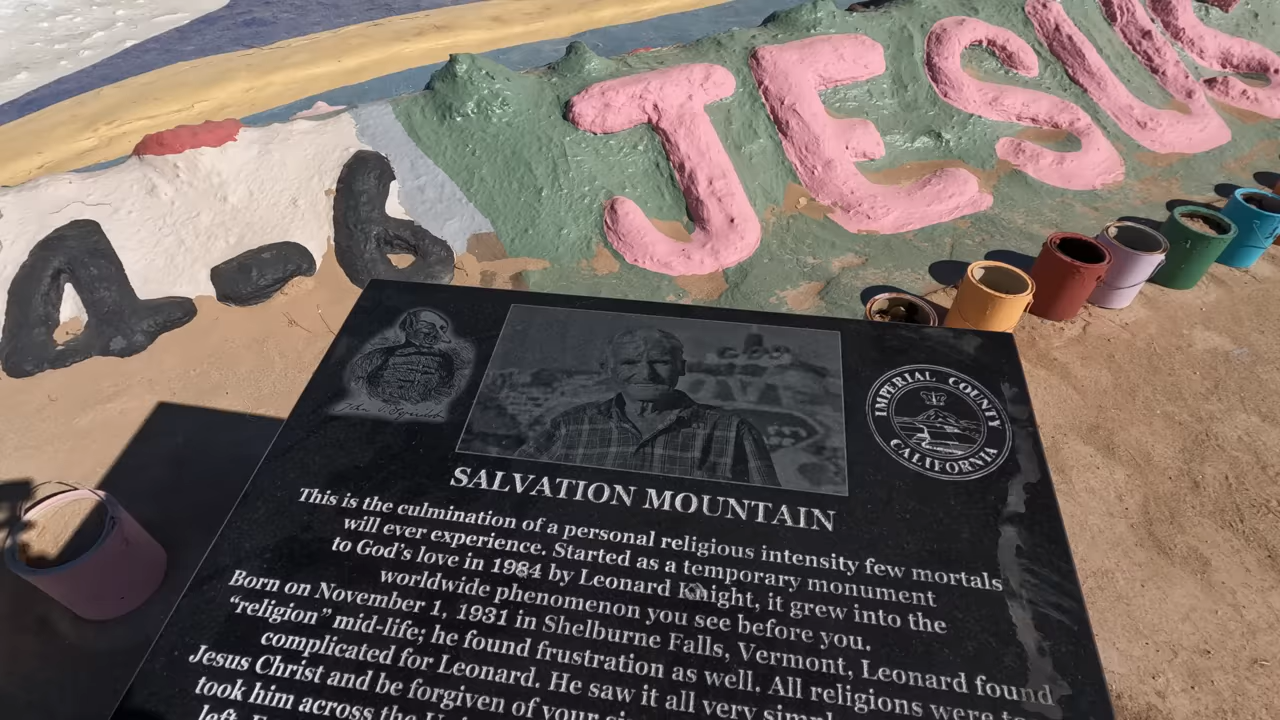 JESUS
4-6
IMPERIAL COUNTY
CALIFORNIA
GOD
SALVATION MOUNTAIN
This is the culmination of a personal religious intensity few mortals
will ever experience. Started as a temporary monument
to God's love in 1984 by Leonard Knight, it grew into the
worldwide phenomenon you see before you.
Born on November 1, 1931 in Shelburne Falls, Vermont, Leonard found
"religion" mid-life; he found frustration as well. All religions were
complicated for Leonard. He saw it all very
Jesus Christ and be forgiven of your
took him across the
left.